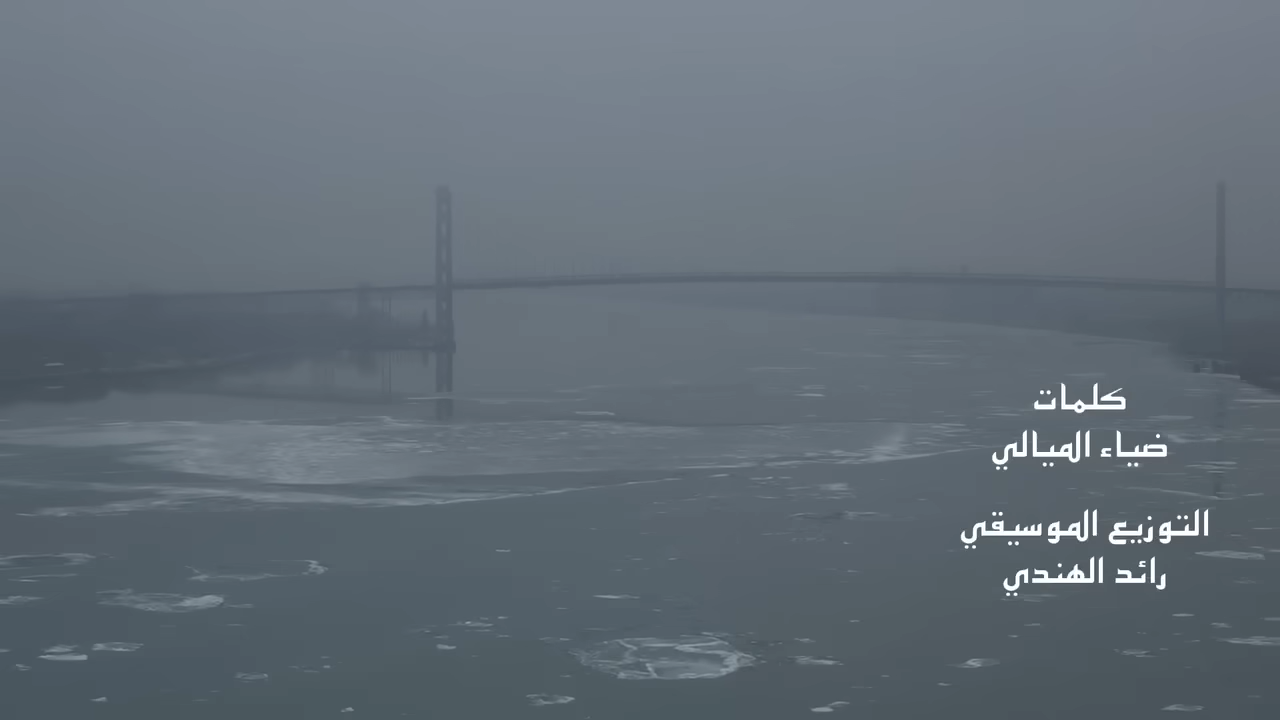 كلمات
ضياء الميالي
التوزيع الموسيقي
رائد الهندي